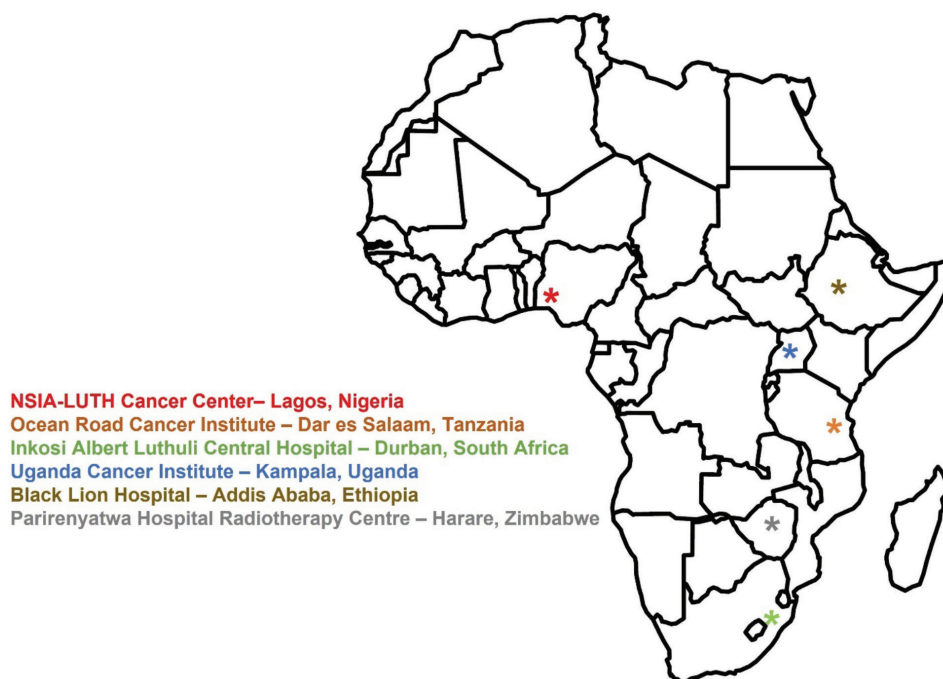 NSIA-LUTH Cancer Center– Lagos, Nigeria
Ocean Road Cancer Institute – Dar es Salaam, Tanzania
Inkosi Albert Luthuli Central Hospital – Durban, South Africa
Uganda Cancer Institute – Kampala, Uganda
Black Lion Hospital – Addis Ababa, Ethiopia
Parirenyatwa Hospital Radiotherapy Centre – Harare, Zimbabwe